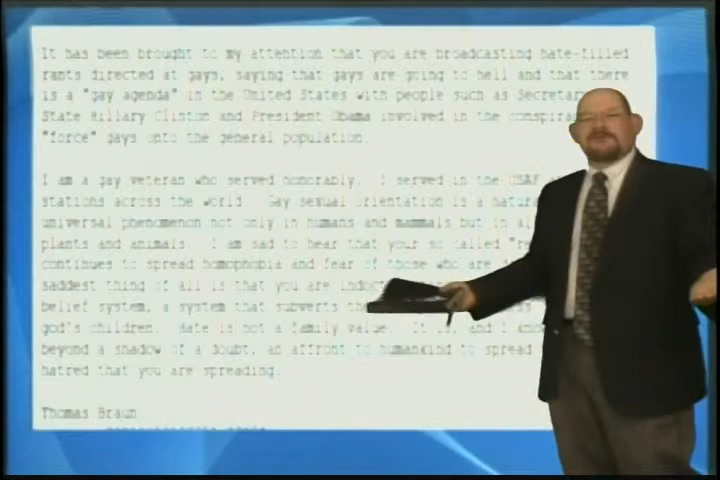 It has been brought to my attention that you are broadcasting hate-filled
rants directed at gays, saying that gays are going to hell and that there
is a "gay agenda" in the United States with people such as Secretary
State Hillary Clinton and President Obama involved in the
"force" gays onto the general population.
I am a gay veteran who served honorably. I served in the USAF
stations across the world. Gay sexual orientation is a
universal phenomenon not only in humans and mammals but in
plants and animals. I am sad to hear that your so called
continues to spread homophobia and fear of those who are
saddest thing of all is that you are
belief system, a system that subverts
god's children. Hate is not a family value. It and I
beyond a shadow of a doubt, an affront to humankind to spread
hatred that you are spreading.
Thomas Braun